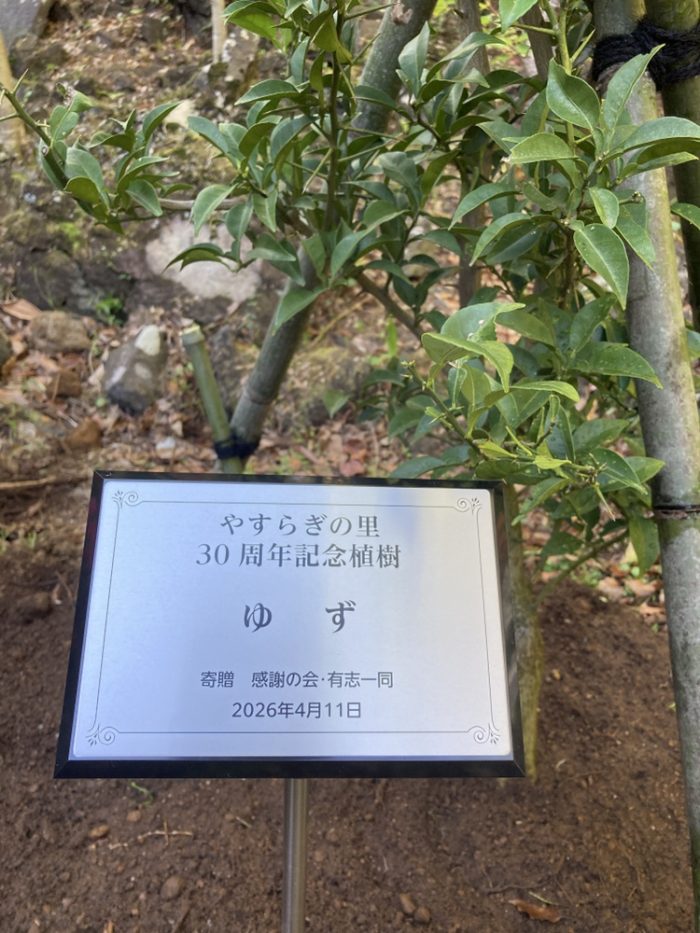 やすらぎの里
30周年記念植樹
ゆ ず
寄贈 感謝の会・有志一同
2026年4月11日